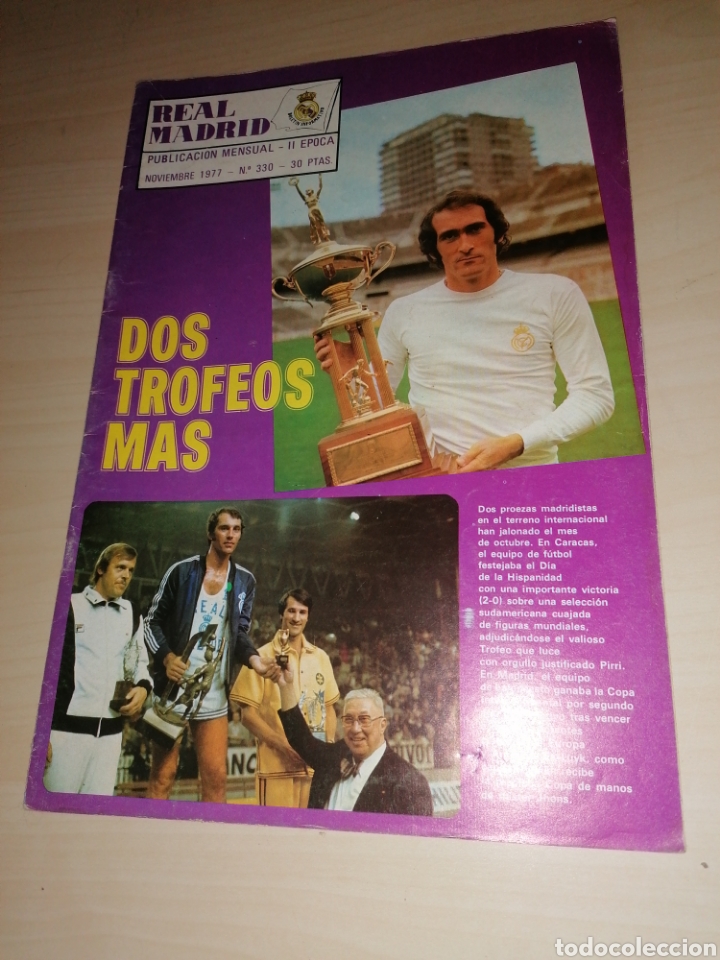 REAL
MADRID
PUBLICACION MENSUAL - II EPOCA
NOVIEMBRE 1977 - N.º 330 - 30 PTAS.
DOS
TROFEOS
MAS
Dos proezas madridistas
en el terreno internacional
han jalonado el mes
de octubre. En Caracas,
el equipo de fútbol
festejaba el Día
de la Hispanidad
con una importante victoria
(2-0) sobre una selección
sudamericana cuajada
de figuras mundiales,
adjudicándose el valioso
Trofeo que luce
con orgullo justificado Pirri.
En Madrid, el equipo
de ganaba la Copa
por segundo
tras vencer
como
recibe
Copa de manos
de
REAL
todocoleccion